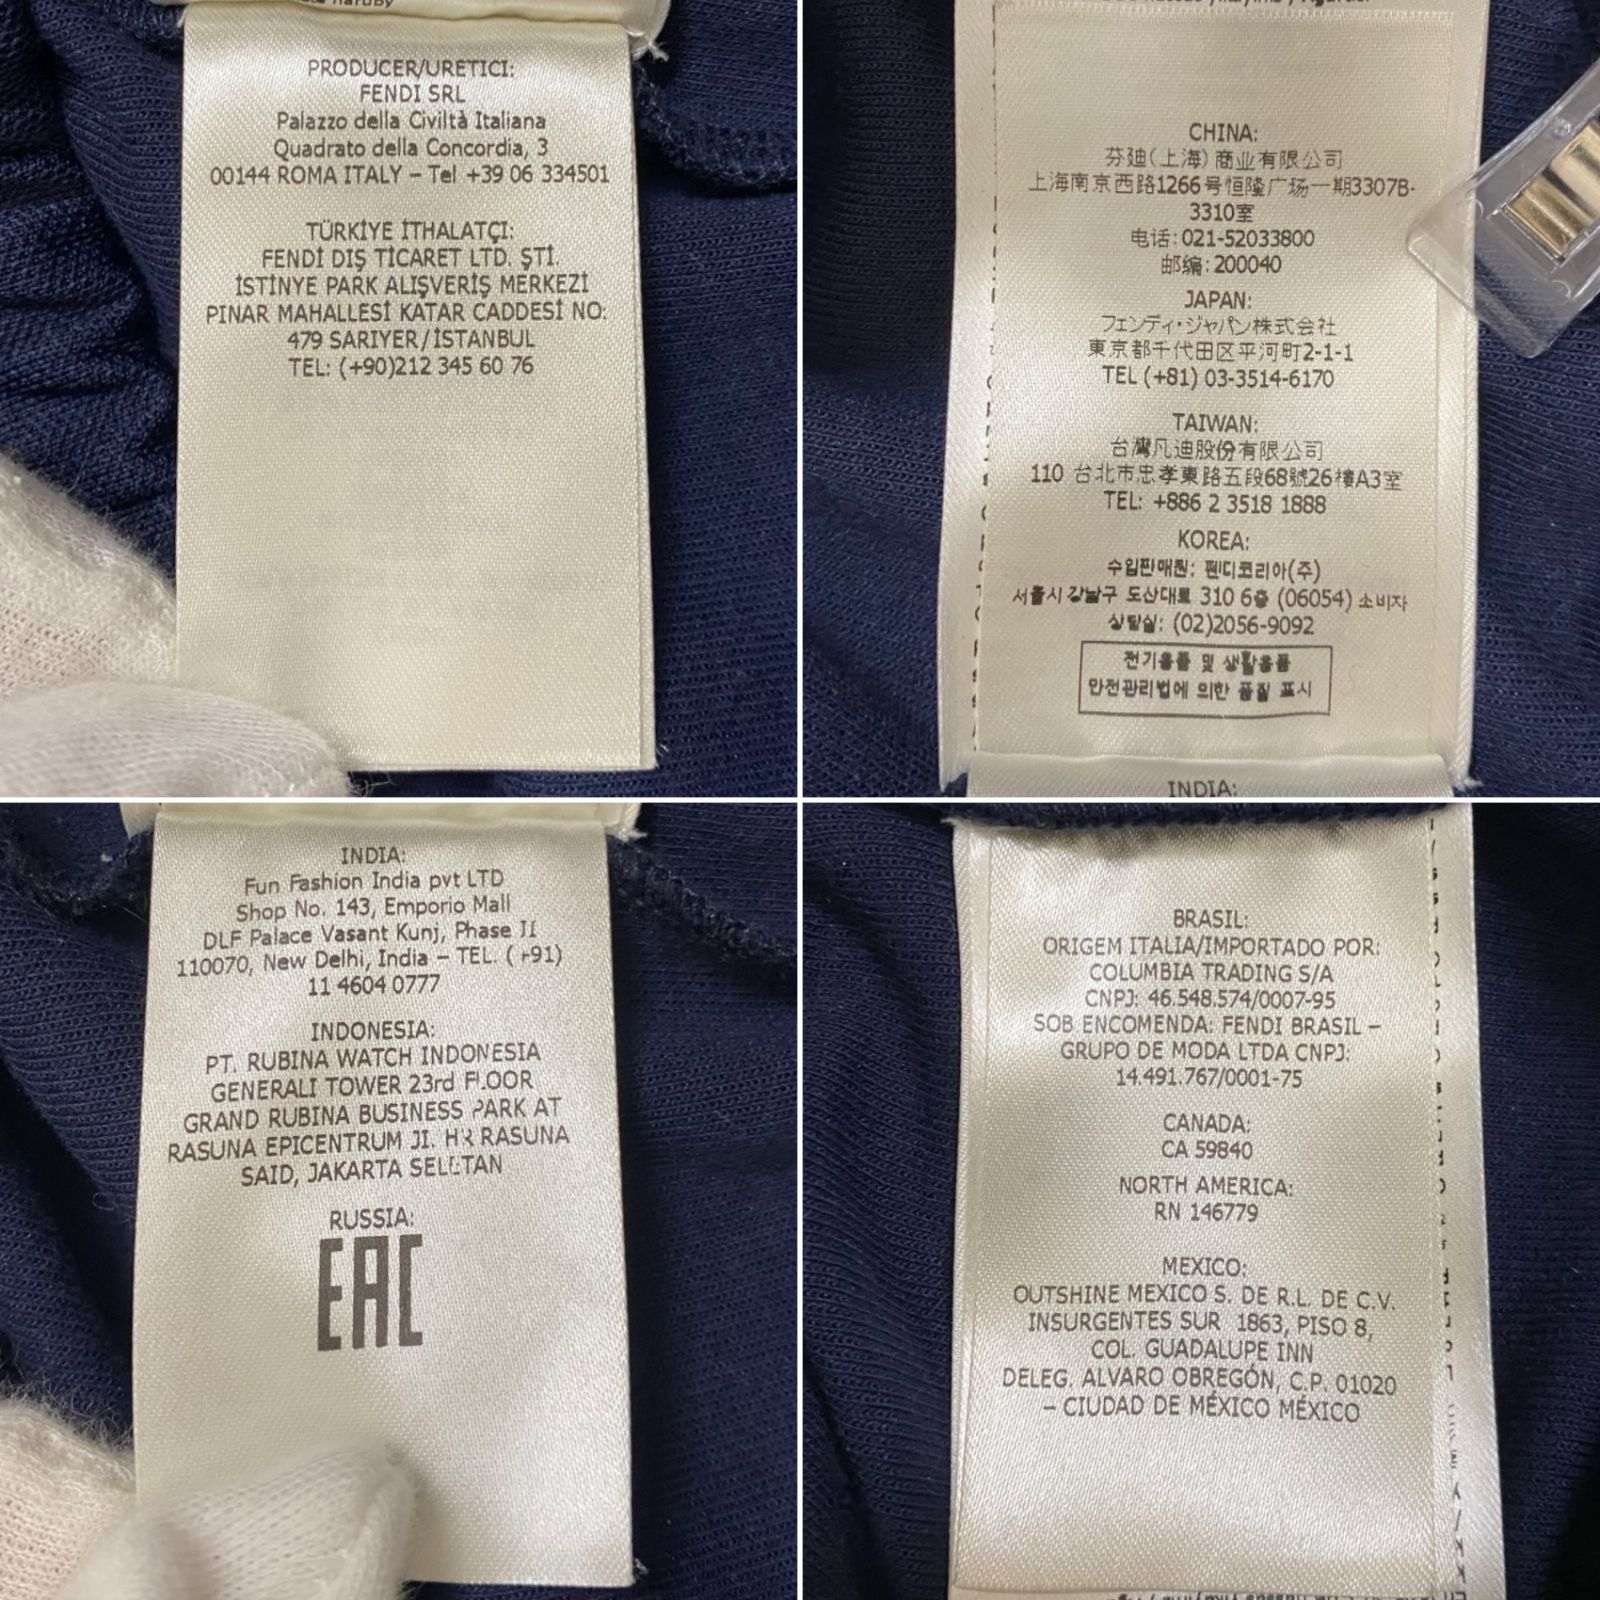 PRODUCER/URETICI:
FENDI SRL
Palazzo della Civiltà Italiana
Quadrato della Concordia, 3
00144 ROMA ITALY – Tel +39 06 334501
TÜRKİYE İTHALATÇI:
FENDİ DIŞ TİCARET LTD. ŞTİ.
İSTİNYE PARK ALIŞVERİŞ MERKEZİ
PINAR MAHALLESİ KATAR CADDESİ NO:
479 SARIYER/İSTANBUL
TEL: (+90)212 345 60 76
CHINA:
芬迪(上海) 商业有限公司
上海南京西路1266号恒隆广场一期3307B-
3310室
电话: 021-52033800
邮编: 200040
JAPAN:
フェンディ・ジャパン株式会社
東京都千代田区平河町2-1-1
TEL (+81) 03-3514-6170
TAIWAN:
台灣凡迪股份有限公司
110 台北市忠孝東路五段68號26樓A3室
TEL: +886 2 3518 1888
KOREA:
수입판매원: 펜디코리아(주)
서울시 강남구 도산대로 310 6층 (06054) 소비자
상담실: (02)2056-9092
전기용품 및 생활용품
안전관리법에 의한 품질 표시
INDIA:
INDIA:
Fun Fashion India pvt LTD
Shop No. 143, Emporio Mall
DLF Palace Vasant Kunj, Phase II
110070, New Delhi, India – TEL. (+91)
11 4604 0777
INDONESIA:
PT. RUBINA WATCH INDONESIA
GENERALI TOWER 23rd FLOOR
GRAND RUBINA BUSINESS PARK AT
RASUNA EPICENTRUM JI. HR RASUNA
SAID, JAKARTA SELETAN
RUSSIA:
EAC
BRASIL:
ORIGEM ITALIA/IMPORTADO POR:
COLUMBIA TRADING S/A
CNPJ: 46.548.574/0007-95
SOB ENCOMENDA: FENDI BRASIL –
GRUPO DE MODA LTDA CNPJ:
14.491.767/0001-75
CANADA:
CA 59840
NORTH AMERICA:
RN 146779
MEXICO:
OUTSHINE MEXICO S. DE R.L. DE C.V.
INSURGENTES SUR 1863, PISO 8,
COL. GUADALUPE INN
DELEG. ALVARO OBREGÓN, C.P. 01020
– CIUDAD DE MÉXICO MÉXICO